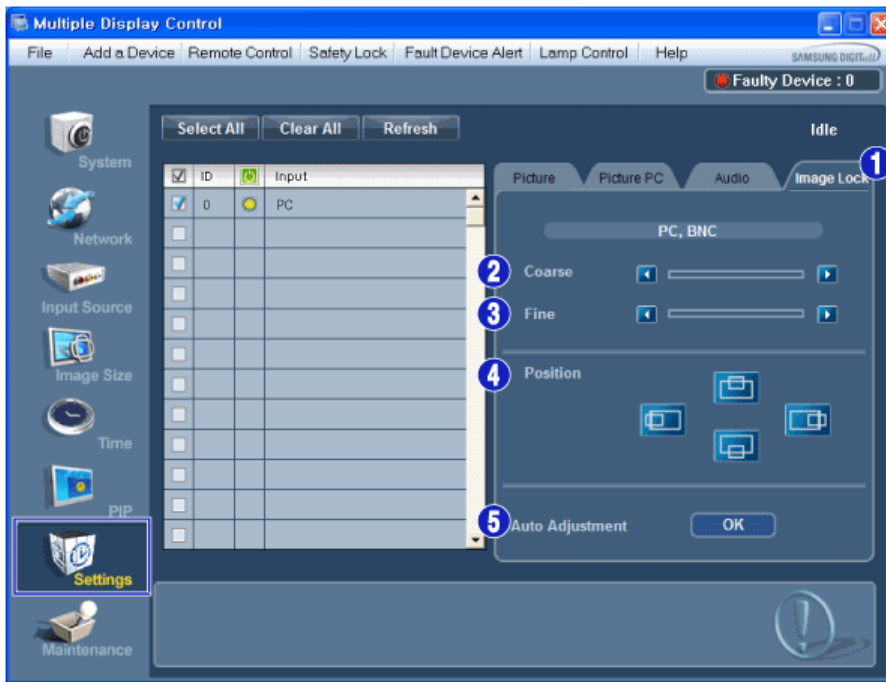 Multiple Display Control
File Add a Device Remote Control Safety Lock Fault Device Alert Lamp Control Help
SAMSUNG DIGITall
Faulty Device : 0
Select All Clear All Refresh
Idle
1
System
ID Input
Picture Picture PC Audio Image Lock
0 PC
Network
PC, BNC
2 Coarse
Input Source
3 Fine
Image Size
4 Position
Time
PIP
5 Auto Adjustment OK
Settings
Maintenance